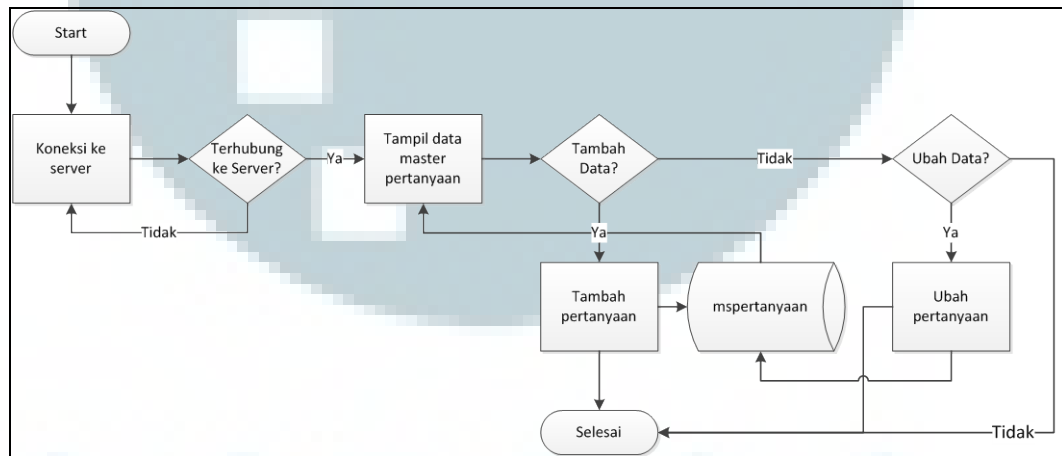 Start
Koneksi ke
server
Terhubung
ke Server?
Ya
Tidak
Tampil data
master
pertanyaan
Tambah
Data?
Tidak
Ubah Data?
Ya
Ya
Tambah
pertanyaan
mspertanyaan
Ubah
pertanyaan
Selesai
Tidak